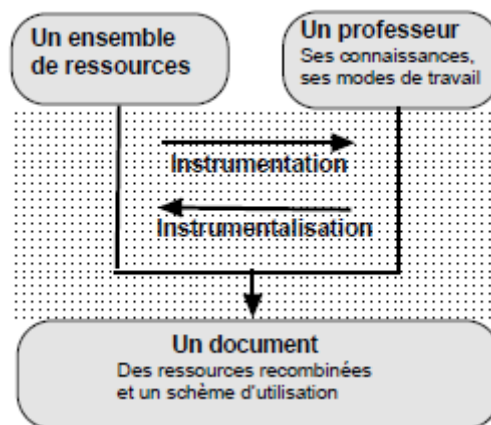 Un ensemble
de ressources
Un professeur
Ses connaissances,
ses modes de travail
Instrumentation
Instrumentalisation
Un document
Des ressources recombinées
et un schème d'utilisation